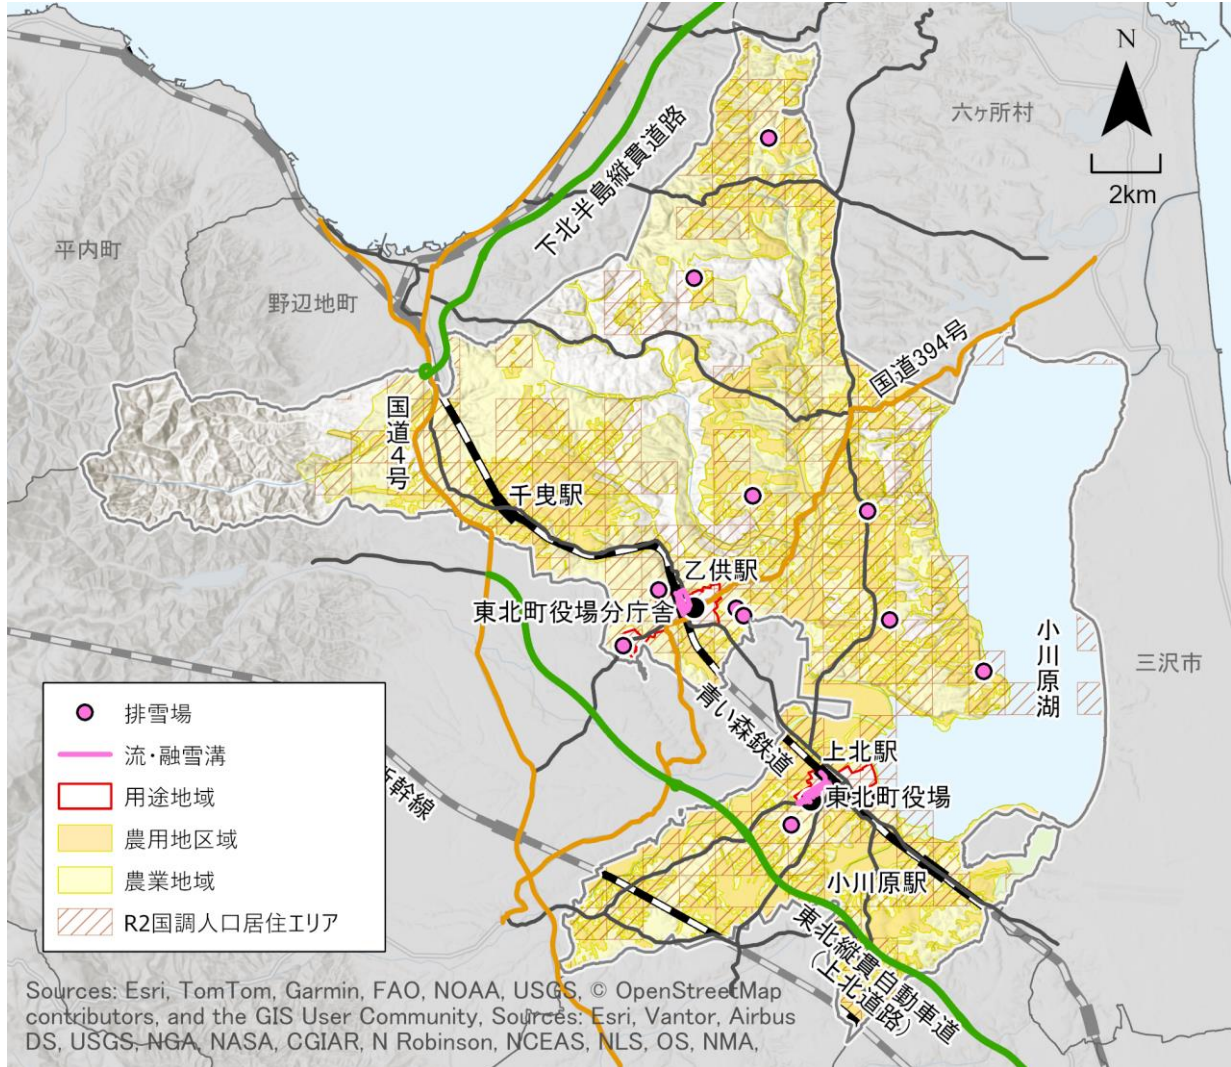 N
2km
六ヶ所村
下北半島縦貫道路
平内町
野辺地町
国道394号
国道4号
千曳駅
乙供駅
東北町役場分庁舎
小川原湖
三沢市
青い森鉄道
上北駅
東北町役場
小川原駅
東北縦貫自動車道
(上北道路)
幹線
排雪場
流・融雪溝
用途地域
農用地区域
農業地域
R2国調人口居住エリア
Sources: Esri, TomTom, Garmin, FAO, NOAA, USGS, © OpenStreetMap
contributors, and the GIS User Community, Sources: Esri, Vantor, Airbus
DS, USGS, NGA, NASA, CGIAR, N Robinson, NCEAS, NLS, OS, NMA,